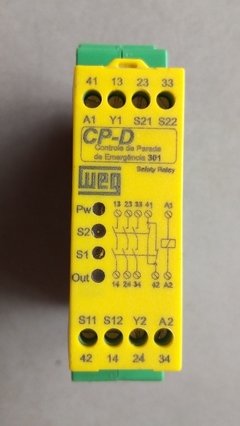 41 13 23 33
A1 Y1 S21 S22
CP-D
Controle de Parada
de Emergência 301
Safety Relay
WEG
Pw
S2
S1
Out
13 23 33 41 A1
14 24 34 42 A2
S11 S12 Y2 A2
42 14 24 34